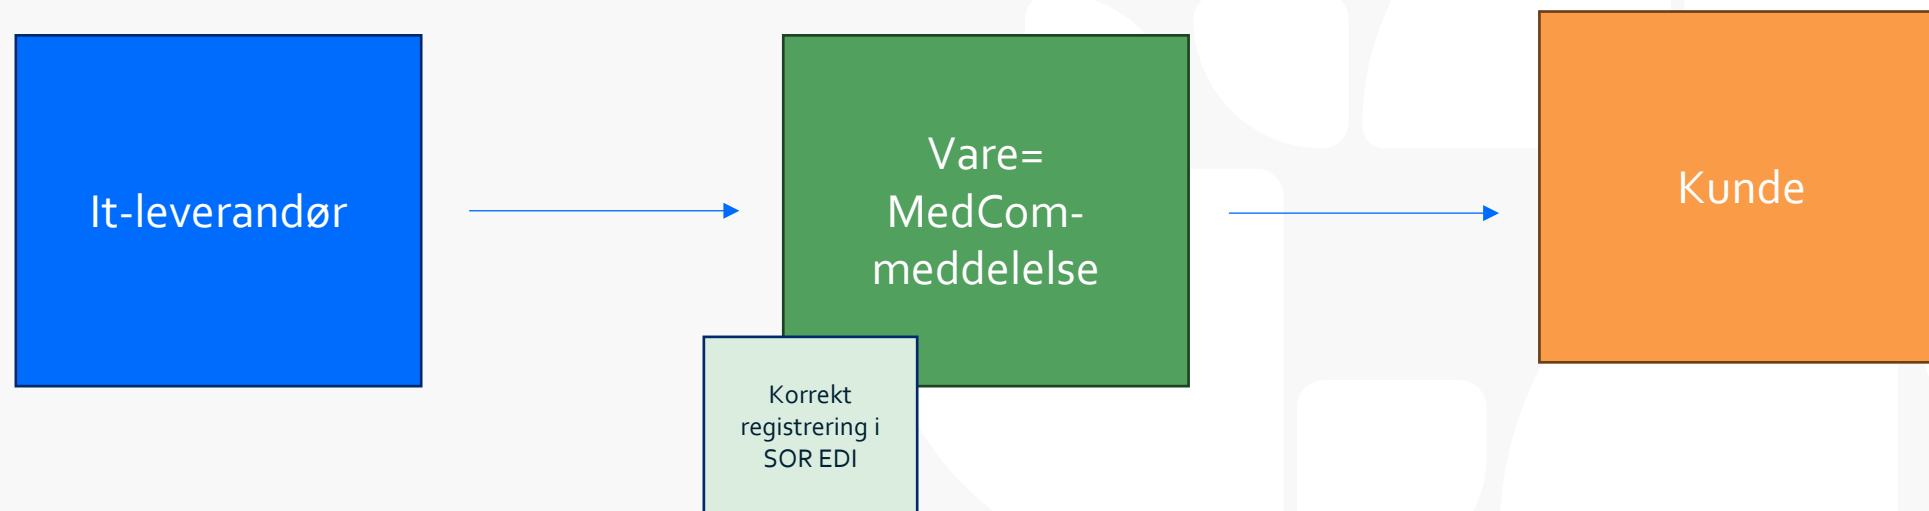 It-leverandør
Vare=
MedCom-
meddelelse
Kunde
Korrekt
registrering i
SOR EDI